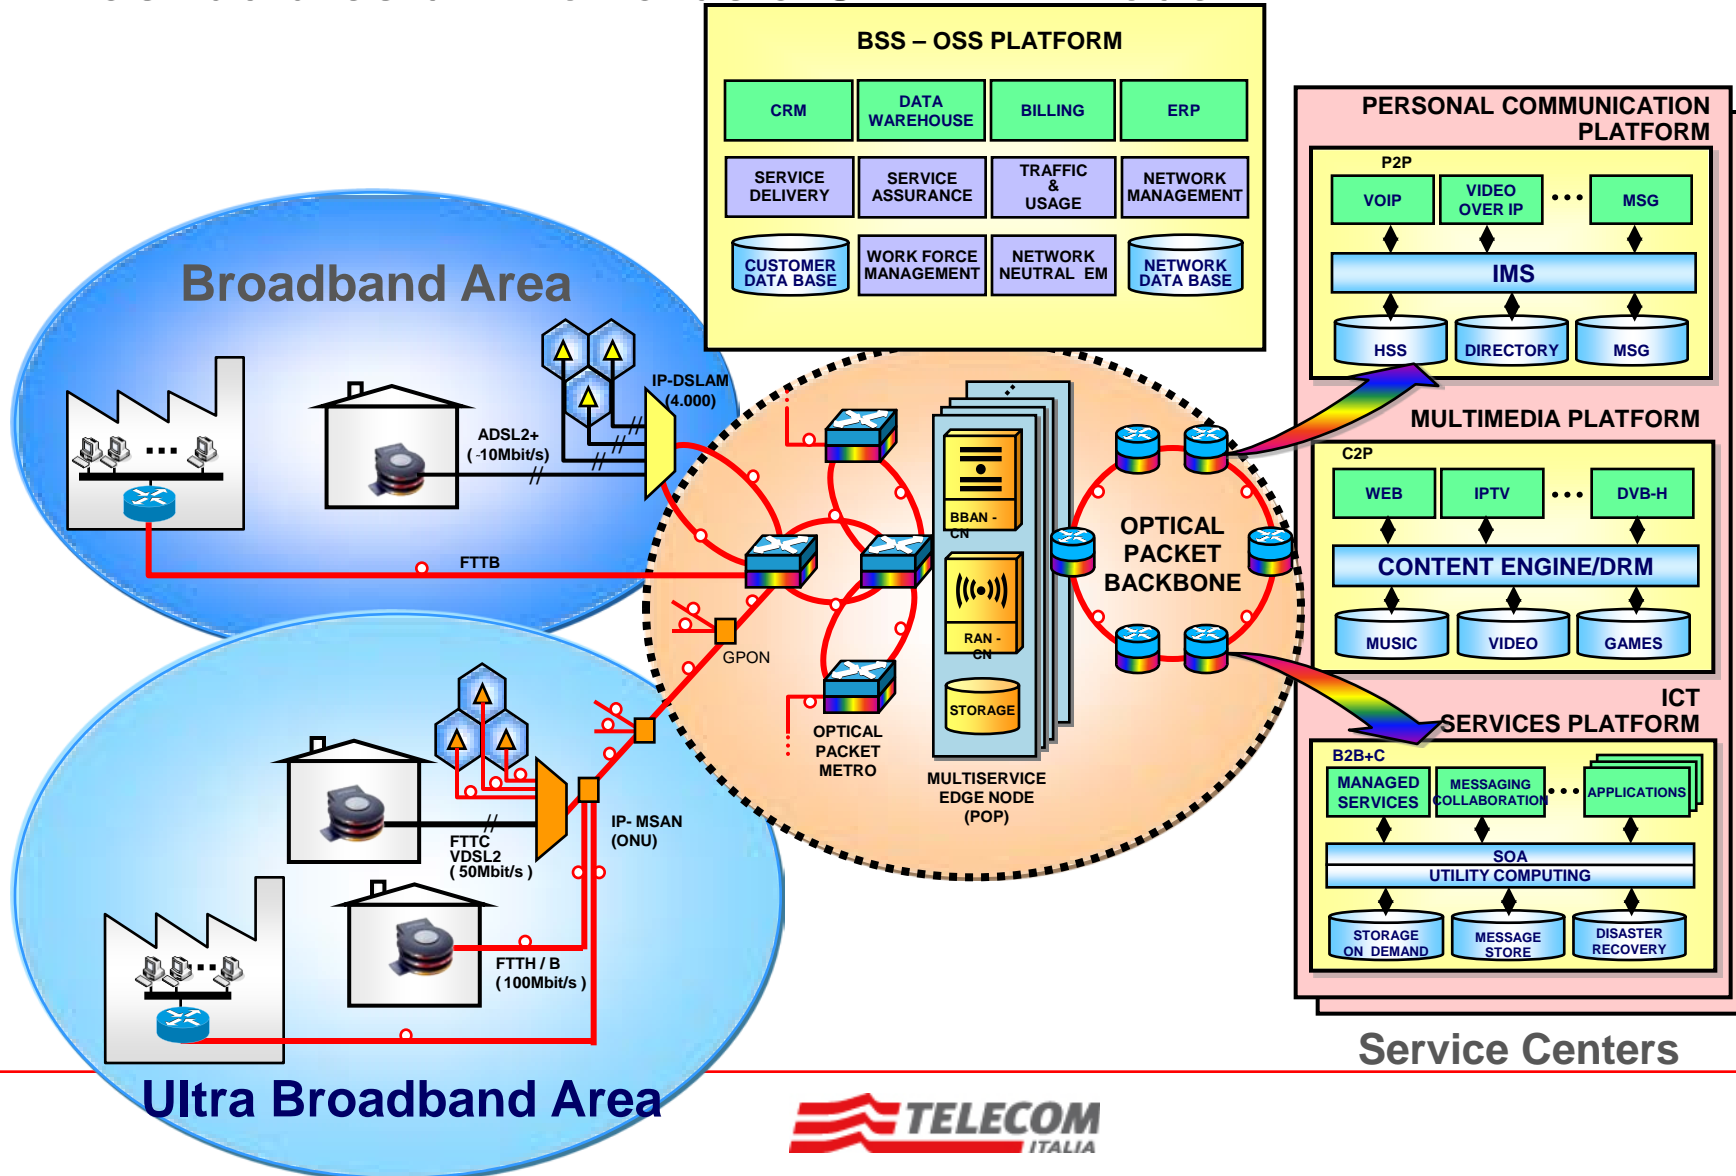 BSS – OSS PLATFORM
CRM
DATA
WAREHOUSE
BILLING
ERP
SERVICE
DELIVERY
SERVICE
ASSURANCE
TRAFFIC
&
USAGE
NETWORK
MANAGEMENT
CUSTOMER
DATA BASE
WORK FORCE
MANAGEMENT
NETWORK
NEUTRAL EM
NETWORK
DATA BASE
PERSONAL COMMUNICATION
PLATFORM
P2P
VOIP
VIDEO
OVER IP
MSG
IMS
HSS
DIRECTORY
MSG
MULTIMEDIA PLATFORM
C2P
WEB
IPTV
DVB-H
CONTENT ENGINE/DRM
MUSIC
VIDEO
GAMES
ICT
SERVICES PLATFORM
B2B+C
MANAGED
SERVICES
MESSAGING
COLLABORATION
APPLICATIONS
SOA
UTILITY COMPUTING
STORAGE
ON DEMAND
MESSAGE
STORE
DISASTER
RECOVERY
Service Centers
Broadband Area
IP-DSLAM
(4.000)
ADSL2+
( -10Mbit/s)
FTTB
GPON
OPTICAL
PACKET
METRO
BBAN -
CN
RAN -
CN
STORAGE
MULTISERVICE
EDGE NODE
(POP)
OPTICAL
PACKET
BACKBONE
IP- MSAN
(ONU)
FTTC
VDSL2
( 50Mbit/s )
FTTH / B
( 100Mbit/s )
Ultra Broadband Area
TELECOM
ITALIA